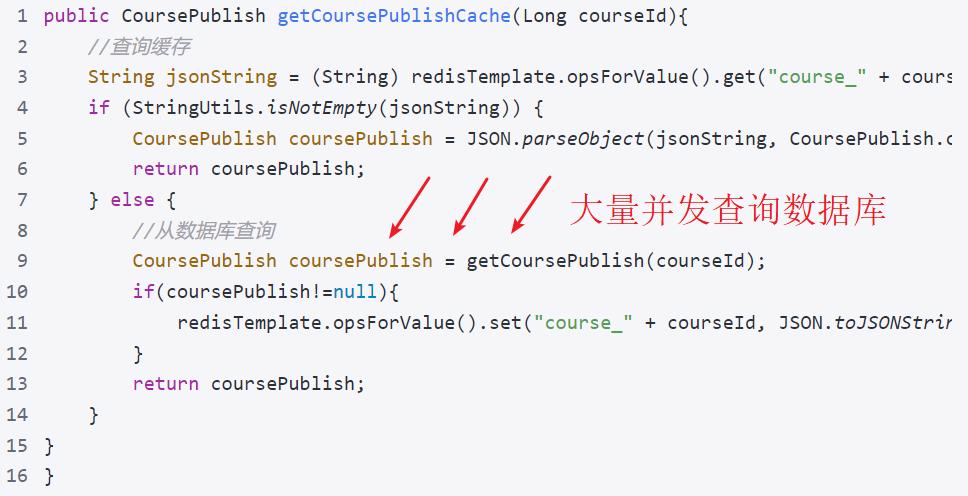 1 public CoursePublish getCoursePublishCache(Long courseId){
2 //查询缓存
3 String jsonString = (String) redisTemplate.opsForValue().get("course_" + cours
4 if (StringUtils.isNotEmpty(jsonString)) {
5 CoursePublish coursePublish = JSON.parseObject(jsonString, CoursePublish.c
6 return coursePublish;
7 } else {
大量并发查询数据库
8 //从数据库查询
9 CoursePublish coursePublish = getCoursePublish(courseId);
10 if(coursePublish!=null){
11 redisTemplate.opsForValue().set("course_" + courseId, JSON.toJSONStrin
12 }
13 return coursePublish;
14 }
15 }
16 }